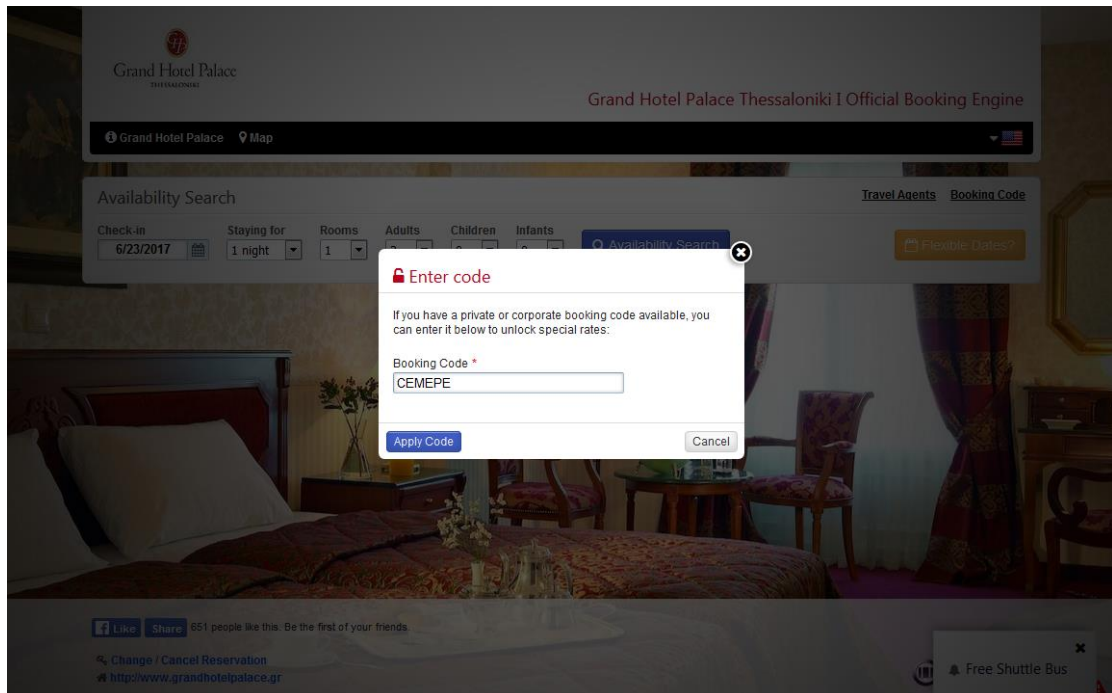 Grand Hotel Palace
THESSALONIKI
Grand Hotel Palace Thessaloniki I Official Booking Engine
Grand Hotel Palace Map
Availability Search
Travel Agents Booking Code
Check-in Staying for Rooms Adults Children Infants
6/23/2017 1 night 1 Availability Search Flexible Dates?
Enter code
If you have a private or corporate booking code available, you
can enter it below to unlock special rates:
Booking Code *
CEMEPE
Apply Code Cancel
Like Share 651 people like this. Be the first of your friends.
Change / Cancel Reservation
http://www.grandhotelpalace.gr
Free Shuttle Bus